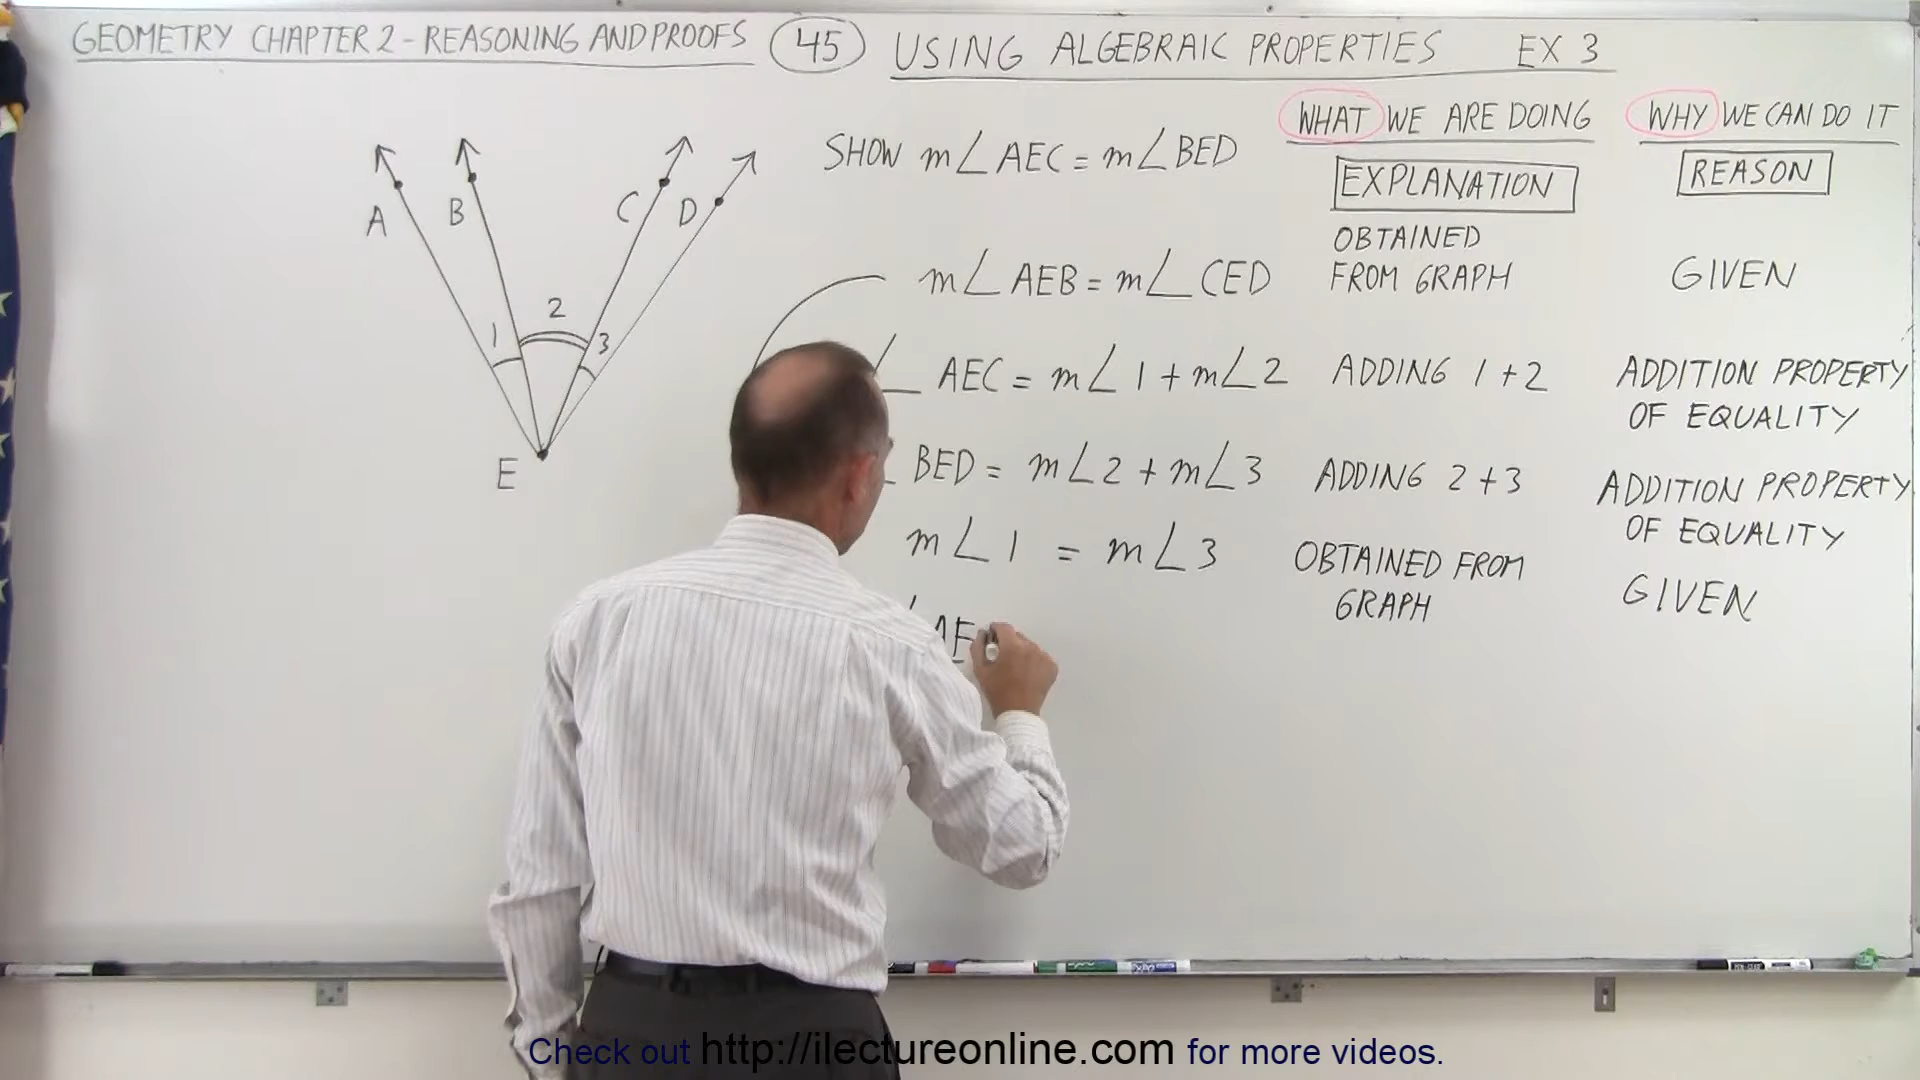 GEOMETRY CHAPTER 2 - REASONING AND PROOFS 45 USING ALGEBRAIC PROPERTIES EX 3
WHAT WE ARE DOING WHY WE CAN DO IT
SHOW m∠AEC = m∠BED
EXPLANATION REASON
A B C D
1 2 3
E
m∠AEB = m∠CED OBTAINED FROM GRAPH GIVEN
∠AEC = m∠1 + m∠2 ADDING 1 + 2 ADDITION PROPERTY
OF EQUALITY
BED = m∠2 + m∠3 ADDING 2 + 3 ADDITION PROPERTY
OF EQUALITY
m∠1 = m∠3 OBTAINED FROM
GRAPH GIVEN
AE
Check out http://ilectureonline.com for more videos.